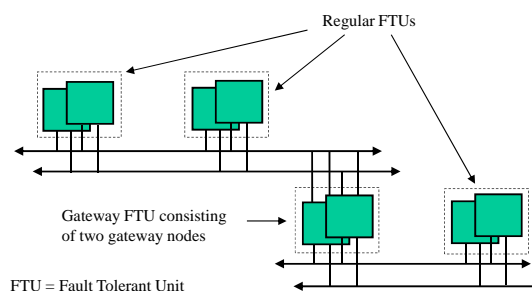 Regular FTUs
Gateway FTU consisting
of two gateway nodes
FTU = Fault Tolerant Unit